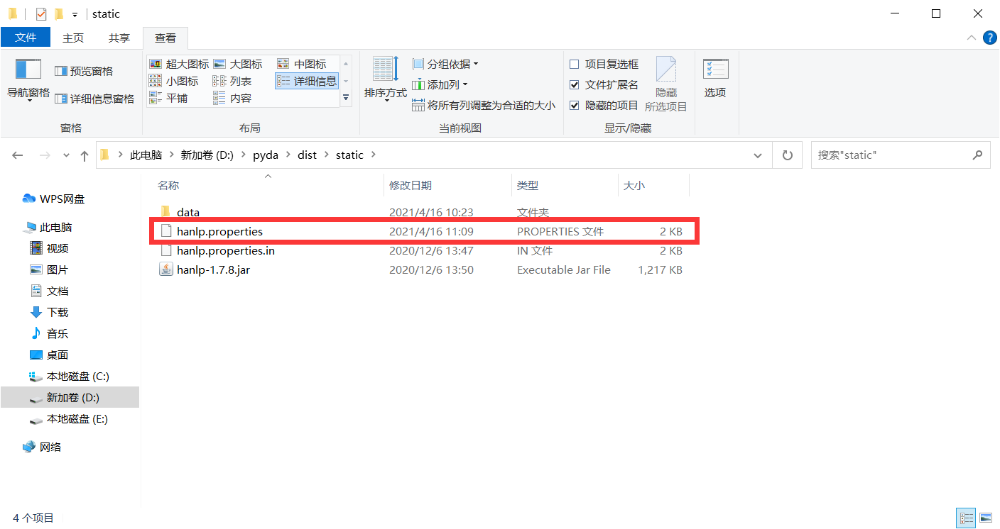 static
文件 主页 共享 查看
导航窗格
预览窗格
详细信息窗格
窗格
超大图标 大图标 中图标
小图标 列表 详细信息
平铺 内容
布局
排序方式
分组依据
添加列
将所有列调整为合适的大小
当前视图
项目复选框
文件扩展名
隐藏的项目
隐藏
所选项目
显示/隐藏
选项
此电脑 新加卷 (D:) pyda dist static
搜索"static"
WPS网盘
此电脑
视频
图片
文档
下载
音乐
桌面
本地磁盘 (C:)
新加卷 (D:)
本地磁盘 (E:)
网络
名称 修改日期 类型 大小
data 2021/4/16 10:23 文件夹
hanlp.properties 2021/4/16 11:09 PROPERTIES 文件 2 KB
hanlp.properties.in 2020/12/6 13:47 IN 文件 2 KB
hanlp-1.7.8.jar 2020/12/6 13:50 Executable Jar File 1,217 KB
4 个项目